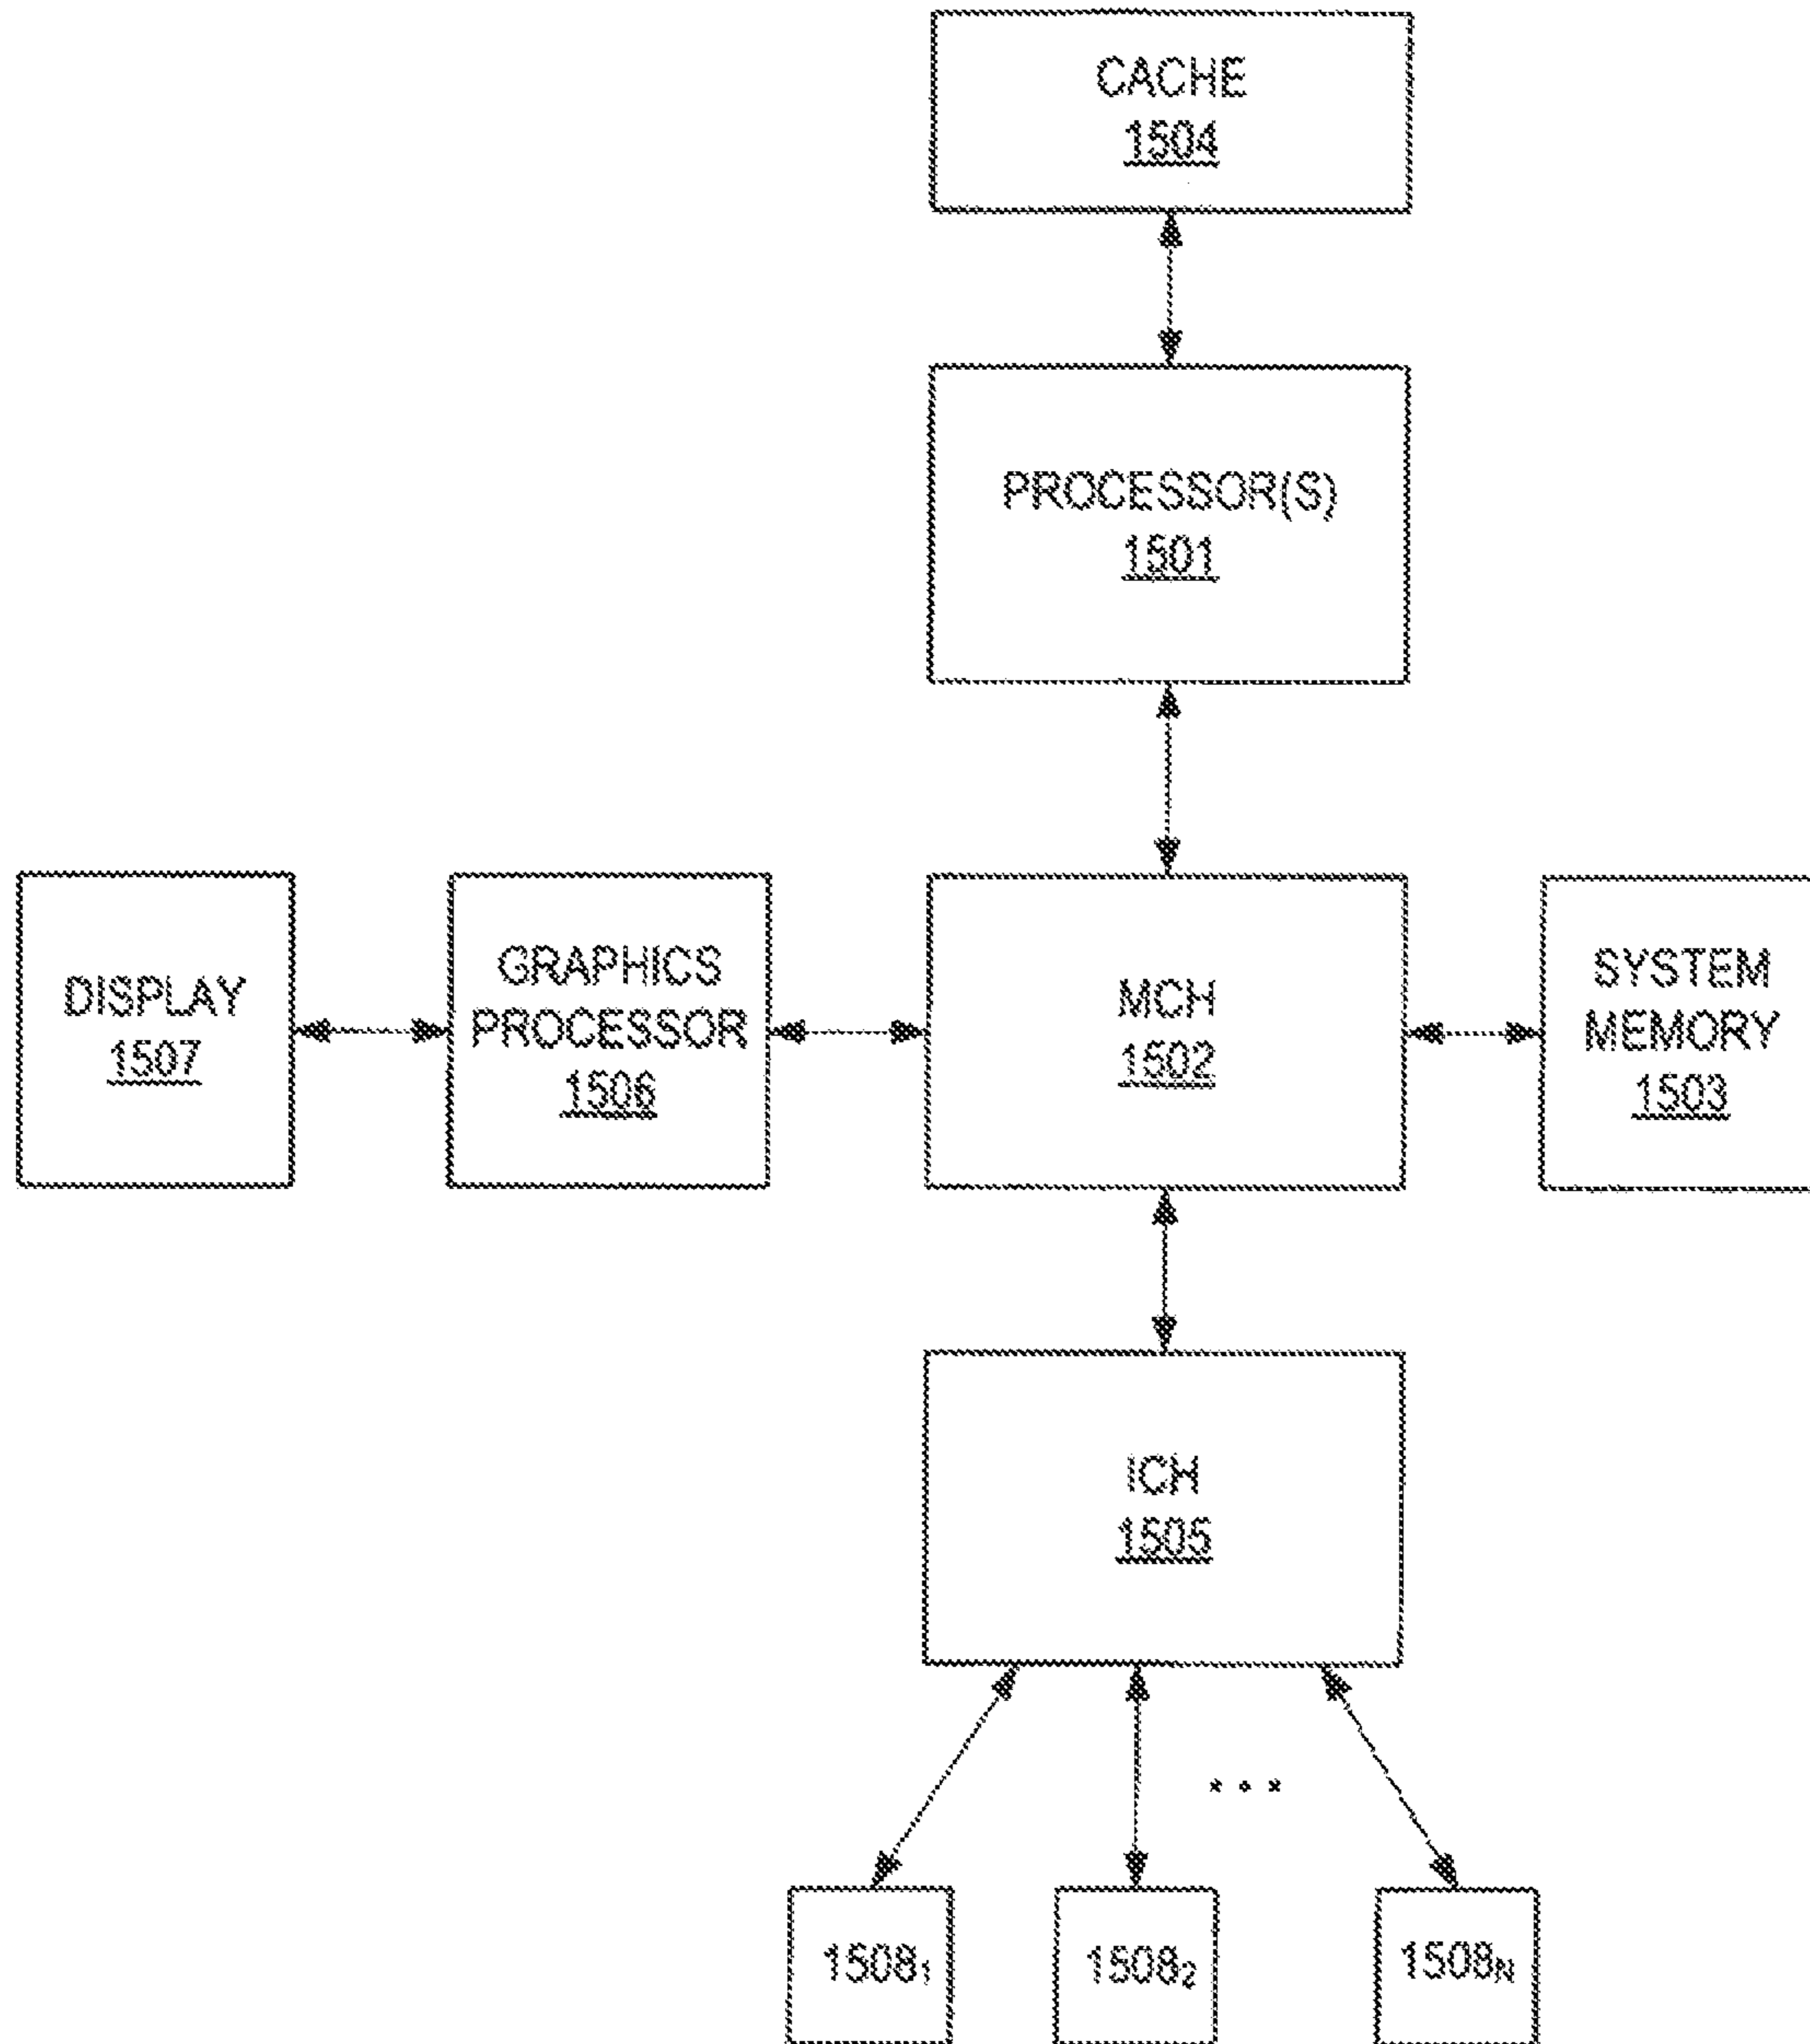 CACHE
1504
PROCESSOR(S)
1501
DISPLAY
1507
GRAPHICS
PROCESSOR
1506
MCH
1502
SYSTEM
MEMORY
1503
ICH
1505
. . .
1508₁
1508₂
1508N